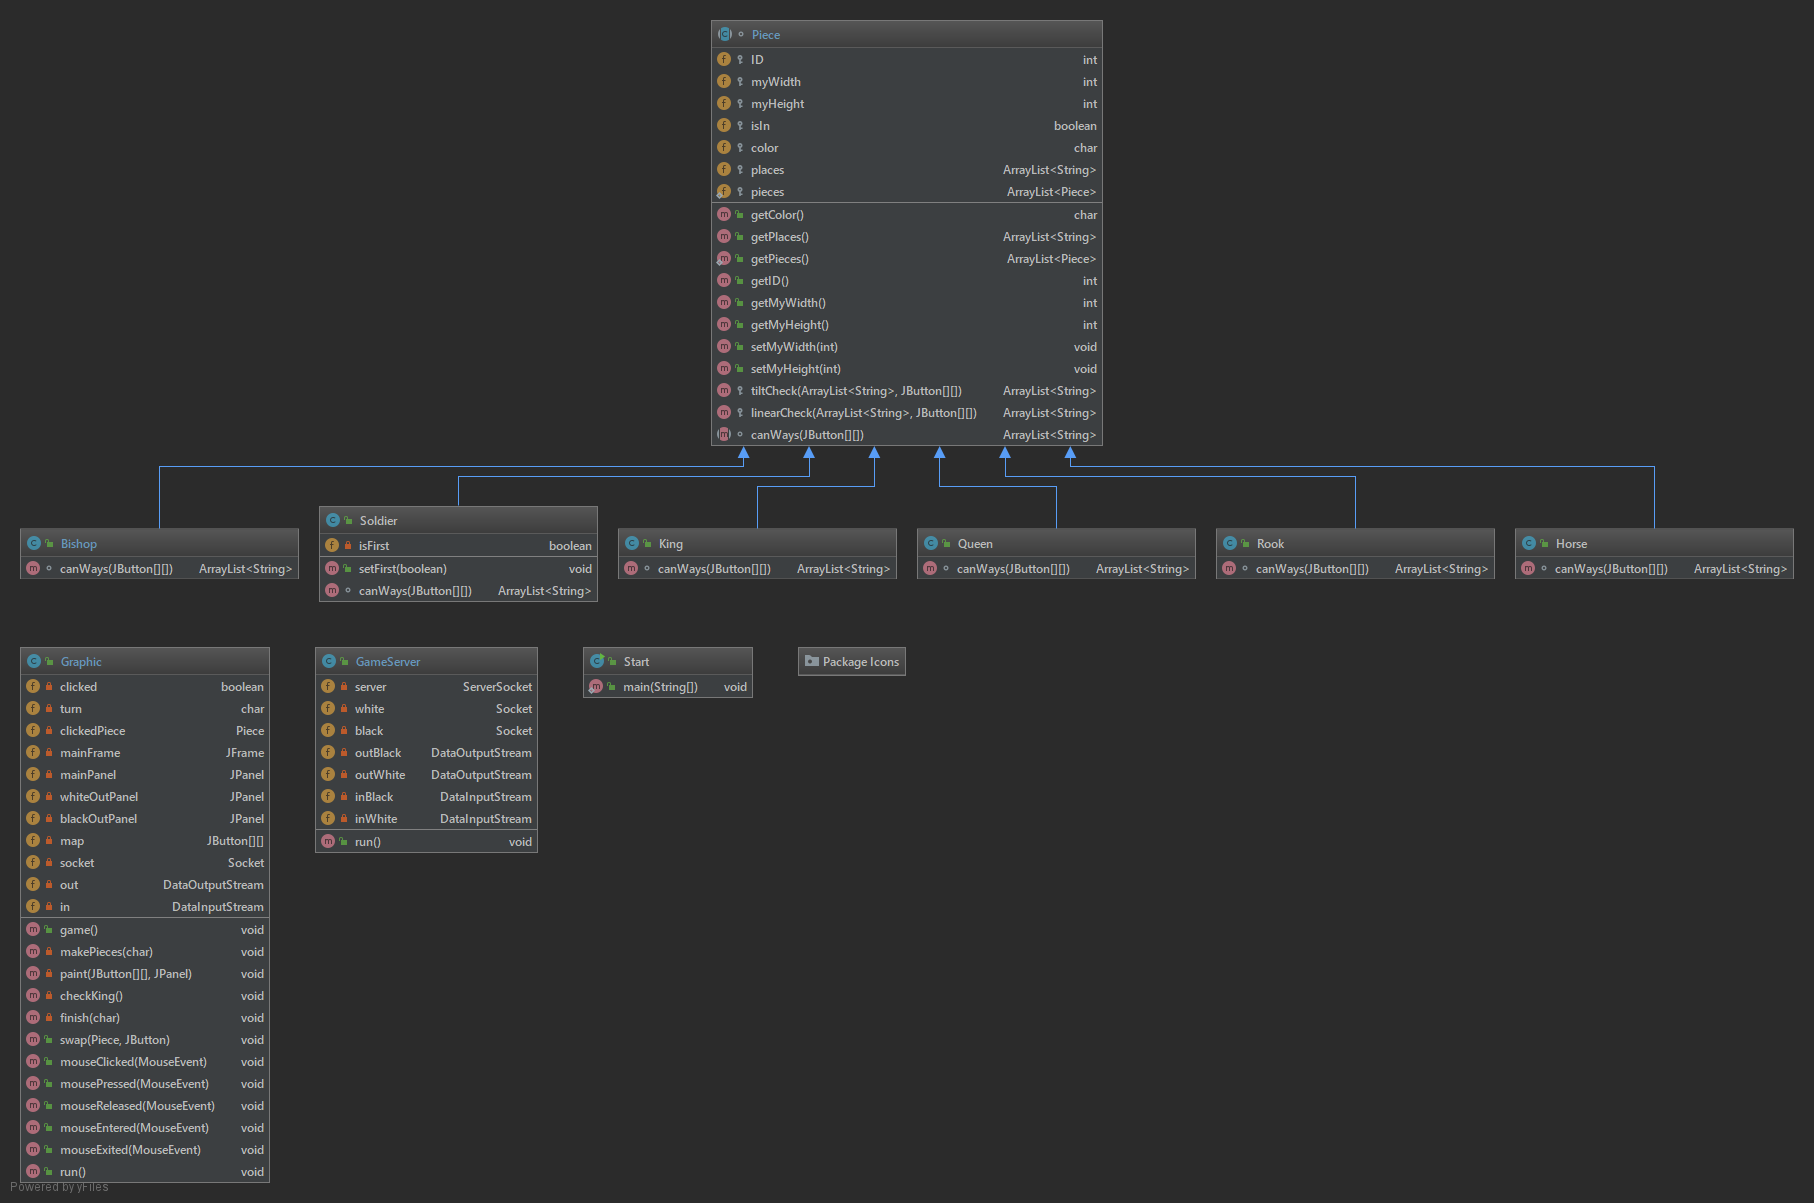 Piece
ID int
myWidth int
myHeight int
isIn boolean
color char
places ArrayList<String>
pieces ArrayList<Piece>
getColor() char
getPlaces() ArrayList<String>
getPieces() ArrayList<Piece>
getID() int
getMyWidth() int
getMyHeight() int
setMyWidth(int) void
setMyHeight(int) void
tiltCheck(ArrayList<String>, JButton[][]) ArrayList<String>
linearCheck(ArrayList<String>, JButton[][]) ArrayList<String>
canWays(JButton[][]) ArrayList<String>
Bishop
canWays(JButton[][]) ArrayList<String>
Soldier
isFirst boolean
setFirst(boolean) void
canWays(JButton[][]) ArrayList<String>
King
canWays(JButton[][]) ArrayList<String>
Queen
canWays(JButton[][]) ArrayList<String>
Rook
canWays(JButton[][]) ArrayList<String>
Horse
canWays(JButton[][]) ArrayList<String>
Graphic
clicked boolean
turn char
clickedPiece Piece
mainFrame JFrame
mainPanel JPanel
whiteOutPanel JPanel
blackOutPanel JPanel
map JButton[][]
socket Socket
out DataOutputStream
in DataInputStream
game() void
makePieces(char) void
paint(JButton[][], JPanel) void
checkKing() void
finish(char) void
swap(Piece, JButton) void
mouseClicked(MouseEvent) void
mousePressed(MouseEvent) void
mouseReleased(MouseEvent) void
mouseEntered(MouseEvent) void
mouseExited(MouseEvent) void
run() void
GameServer
server ServerSocket
white Socket
black Socket
outBlack DataOutputStream
outWhite DataOutputStream
inBlack DataInputStream
inWhite DataInputStream
run() void
Start
main(String[]) void
Package Icons
Powered by yFiles